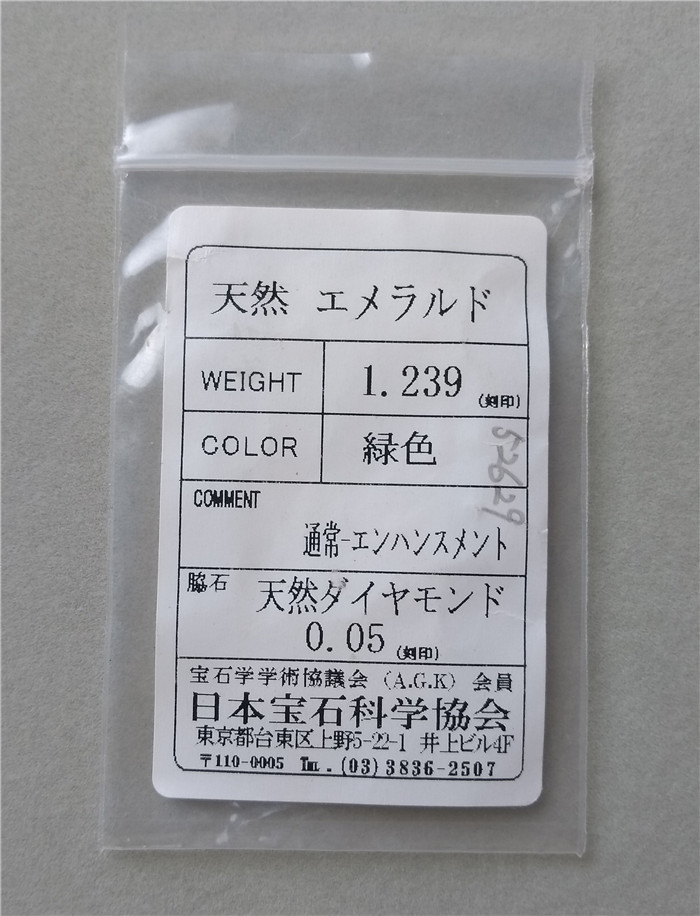 天然 エメラルド
WEIGHT 1.239 (刻印)
COLOR 緑色
52629
COMMENT
通常-エンハンスメント
脇石 天然ダイヤモンド
0.05 (刻印)
宝石学学術協議会 (A.G.K) 会員
日本宝石科学協会
東京都台東区上野5-22-1 井上ビル4F
〒110-0005 TEL.(03)3836-2507